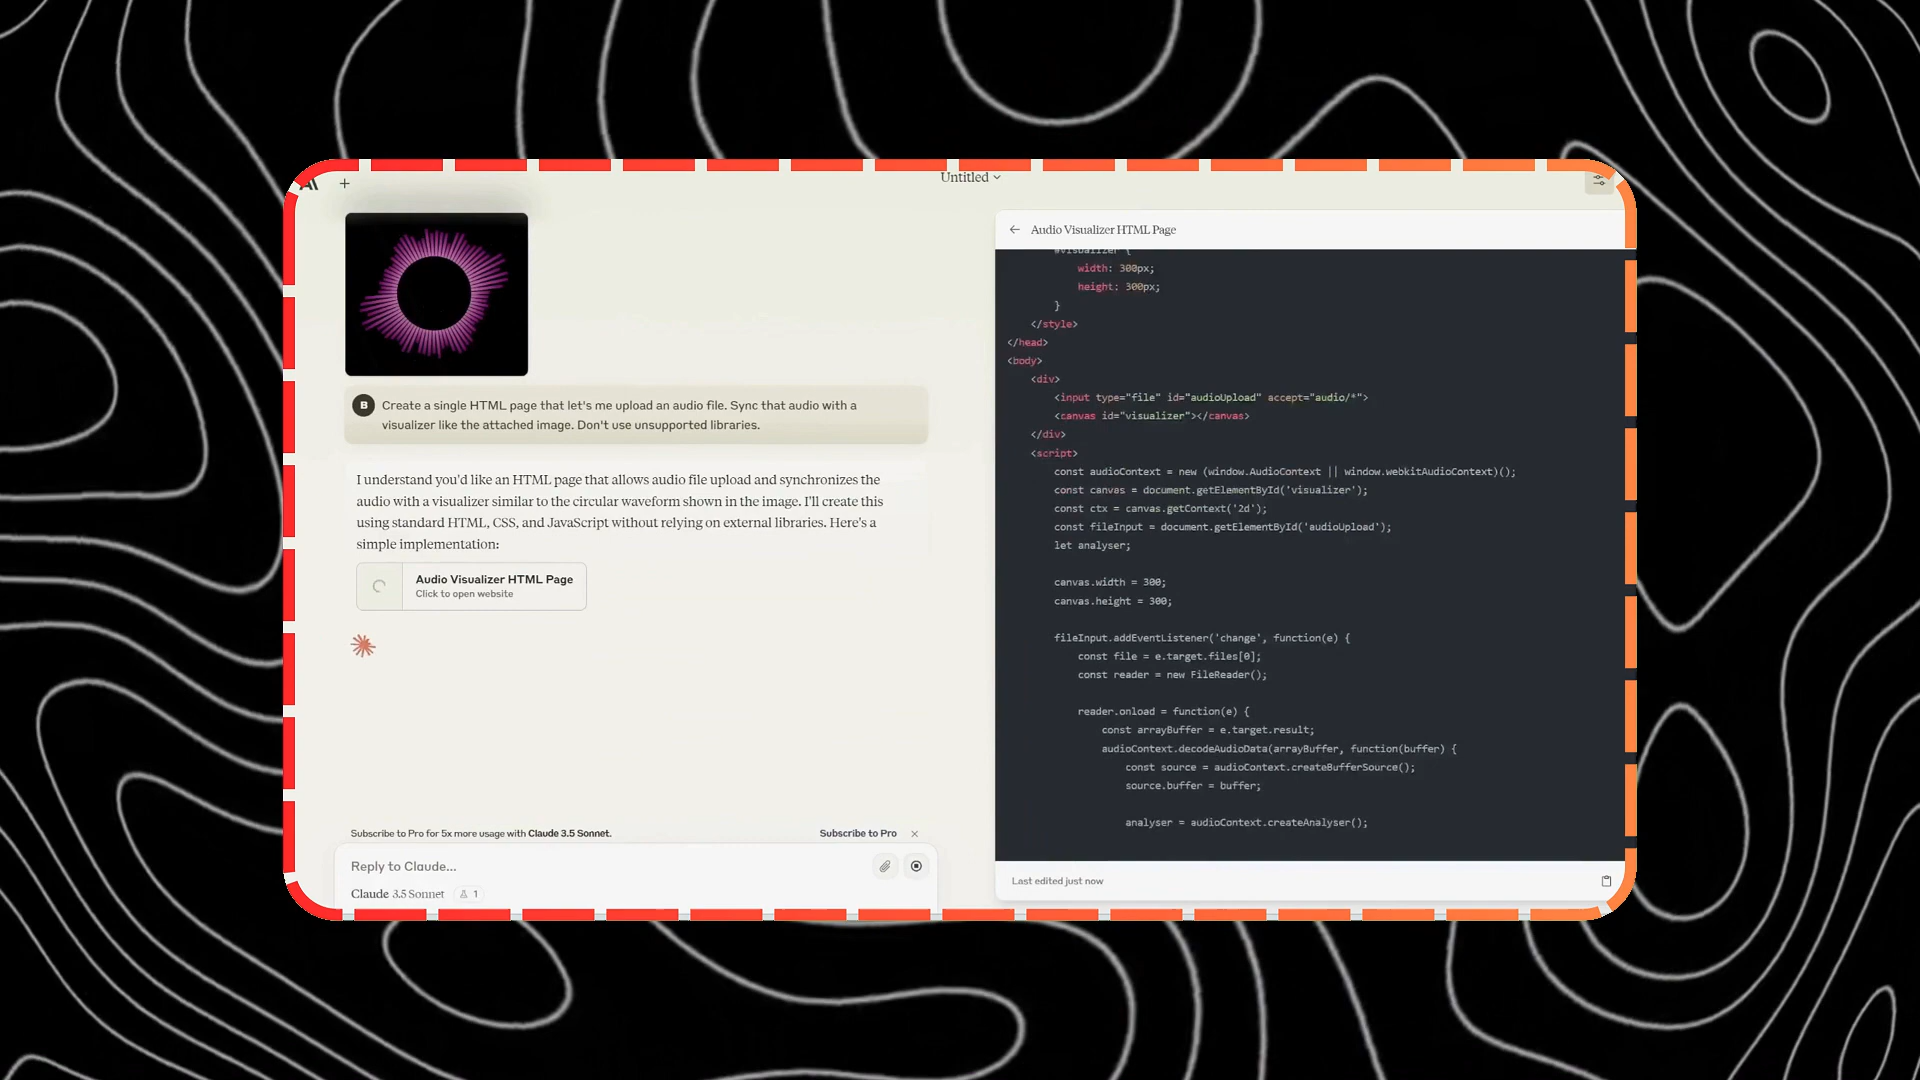 Untitled
Audio Visualizer HTML Page
#visualizer {
width: 300px;
height: 300px;
}
</style>
</head>
<body>
<div>
<input type="file" id="audioUpload" accept="audio/*">
<canvas id="visualizer"></canvas>
</div>
<script>
const audioContext = new (window.AudioContext || window.webkitAudioContext)();
const canvas = document.getElementById('visualizer');
const ctx = canvas.getContext('2d');
const fileInput = document.getElementById('audioUpload');
let analyser;
canvas.width = 300;
canvas.height = 300;
fileInput.addEventListener('change', function(e) {
const file = e.target.files[0];
const reader = new FileReader();
reader.onload = function(e) {
const arrayBuffer = e.target.result;
audioContext.decodeAudioData(arrayBuffer, function(buffer) {
const source = audioContext.createBufferSource();
source.buffer = buffer;
analyser = audioContext.createAnalyser();
Last edited just now
B
Create a single HTML page that let's me upload an audio file. Sync that audio with a
visualizer like the attached image. Don't use unsupported libraries.
I understand you'd like an HTML page that allows audio file upload and synchronizes the
audio with a visualizer similar to the circular waveform shown in the image. I'll create this
using standard HTML, CSS, and JavaScript without relying on external libraries. Here's a
simple implementation:
Audio Visualizer HTML Page
Click to open website
Subscribe to Pro for 5x more usage with Claude 3.5 Sonnet. Subscribe to Pro
Reply to Claude...
Claude 3.5 Sonnet 1